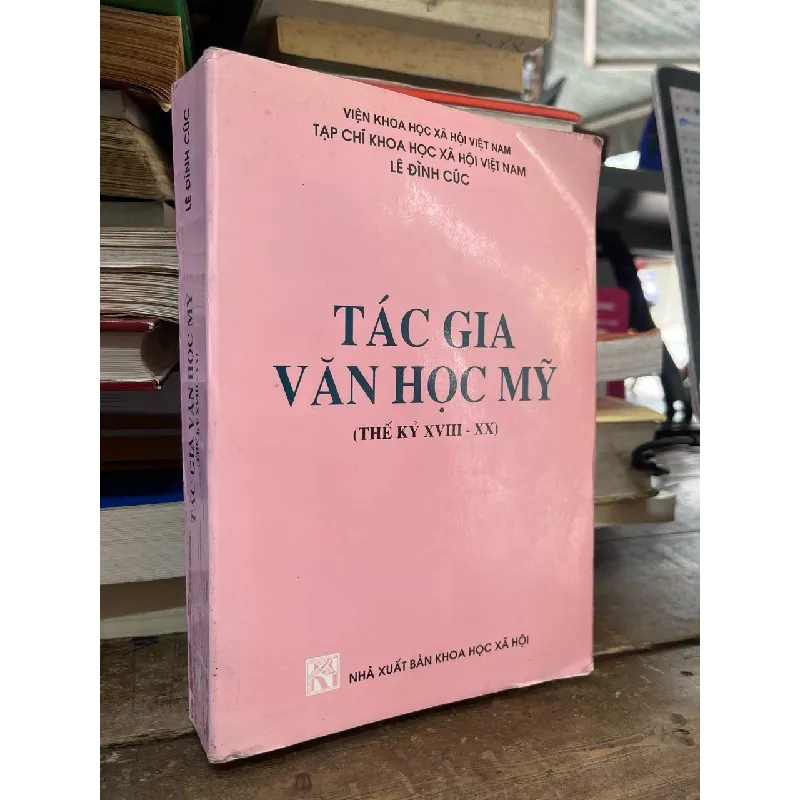 VIỆN KHOA HỌC XÃ HỘI VIỆT NAM
TẠP CHÍ KHOA HỌC XÃ HỘI VIỆT NAM
LÊ ĐÌNH CÚC
TÁC GIA
VĂN HỌC MỸ
(THẾ KỶ XVIII - XX)
NHÀ XUẤT BẢN KHOA HỌC XÃ HỘI
LÊ ĐÌNH CÚC
TÁC GIA VĂN HỌC MỸ